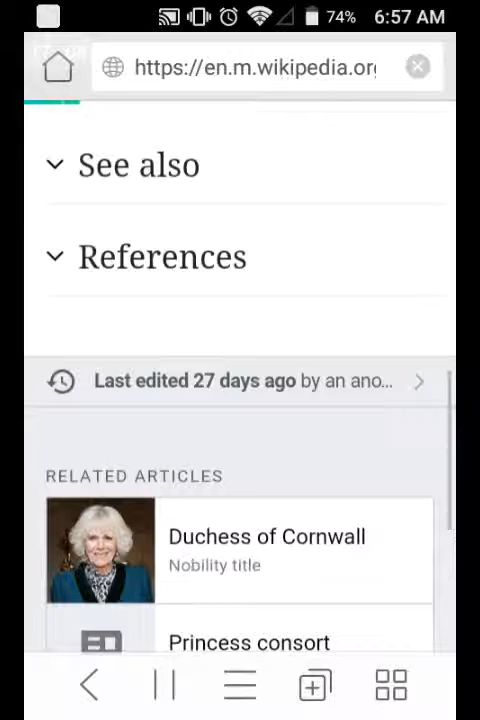 74% 6:57 AM
https://en.m.wikipedia.or
See also
References
Last edited 27 days ago by an ano...
RELATED ARTICLES
Duchess of Cornwall
Nobility title
Princess consort